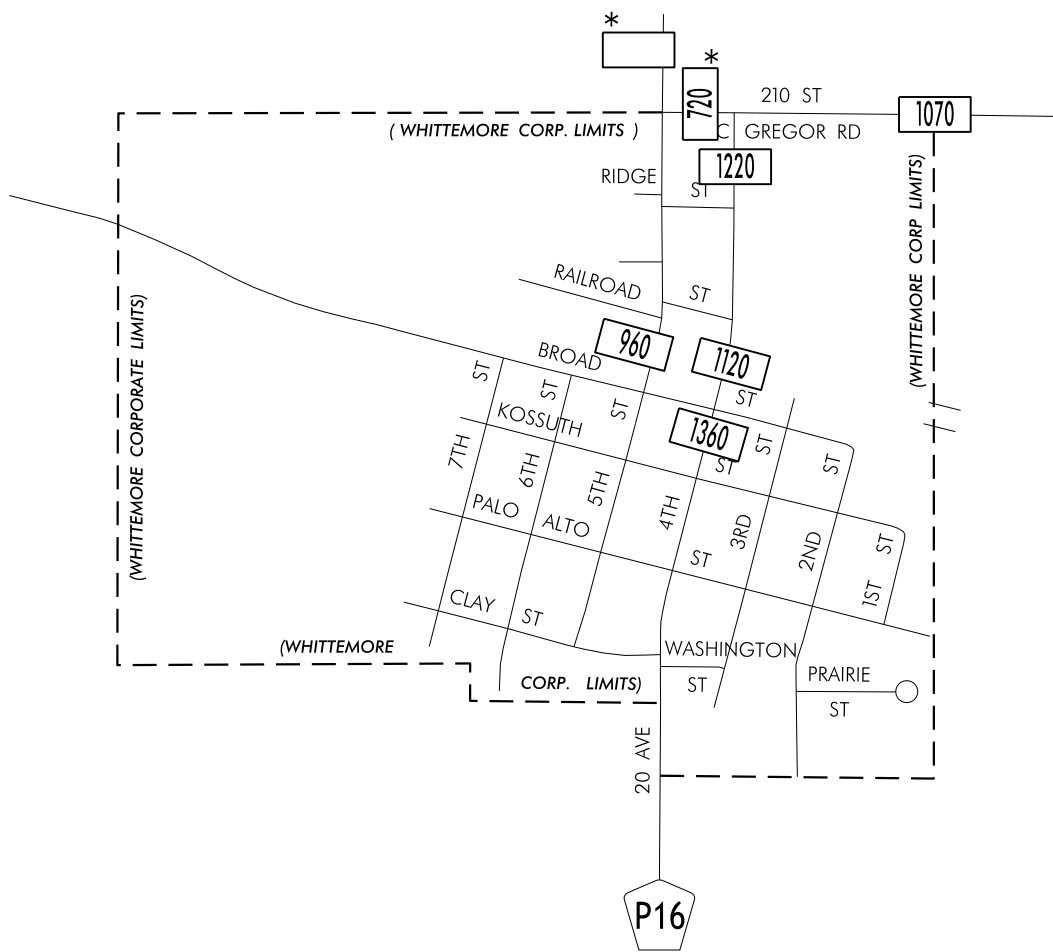 *
*
720
210 ST
1070
( WHITTEMORE CORP. LIMITS )
C GREGOR RD
1220
RIDGE
ST
(WHITTEMORE CORP LIMITS)
RAILROAD
ST
960
1120
BROAD
ST
(WHITTEMORE CORPORATE LIMITS)
ST
ST
ST
KOSSUTH
1360
ST
ST
ST
7TH
6TH
5TH
4TH
3RD
2ND
1ST
ST
PALO ALTO
ST
CLAY
ST
(WHITTEMORE
CORP. LIMITS)
WASHINGTON
ST
PRAIRIE
ST
20 AVE
P16